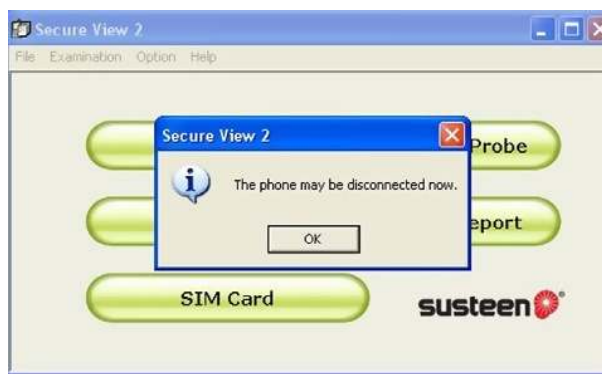 Secure View 2
File Examination Option Help
Secure View 2
Probe
The phone may be disconnected now.
OK
eport
SIM Card
susteen